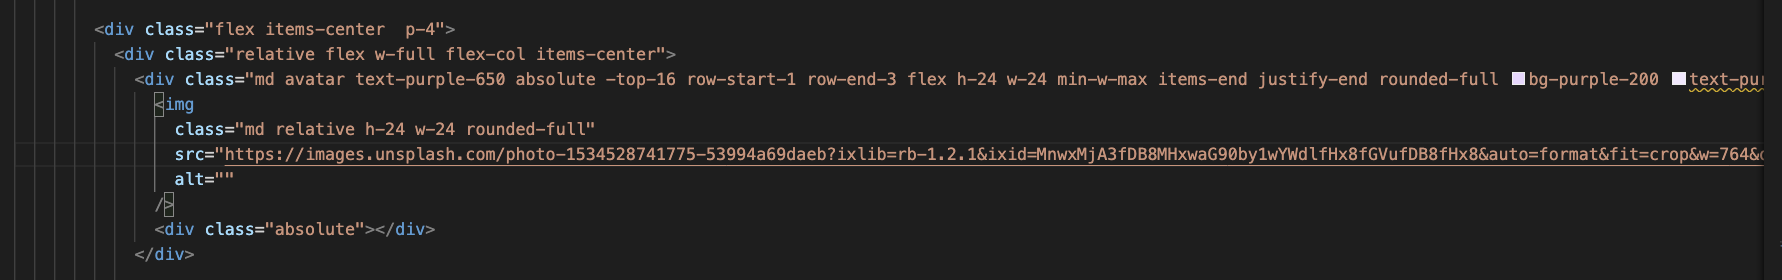 <div class="flex items-center  p-4">
<div class="relative flex w-full flex-col items-center">
<div class="md avatar text-purple-650 absolute -top-16 row-start-1 row-end-3 flex h-24 w-24 min-w-max items-end justify-end rounded-full bg-purple-200 text-pur
<img
class="md relative h-24 w-24 rounded-full"
src="https://images.unsplash.com/photo-1534528741775-53994a69daeb?ixlib=rb-1.2.1&ixid=MnwxMjA3fDB8MHxwaG90by1wYWdlfHx8fGVufDB8fHx8&auto=format&fit=crop&w=764&
alt=""
/>
<div class="absolute"></div>
</div>